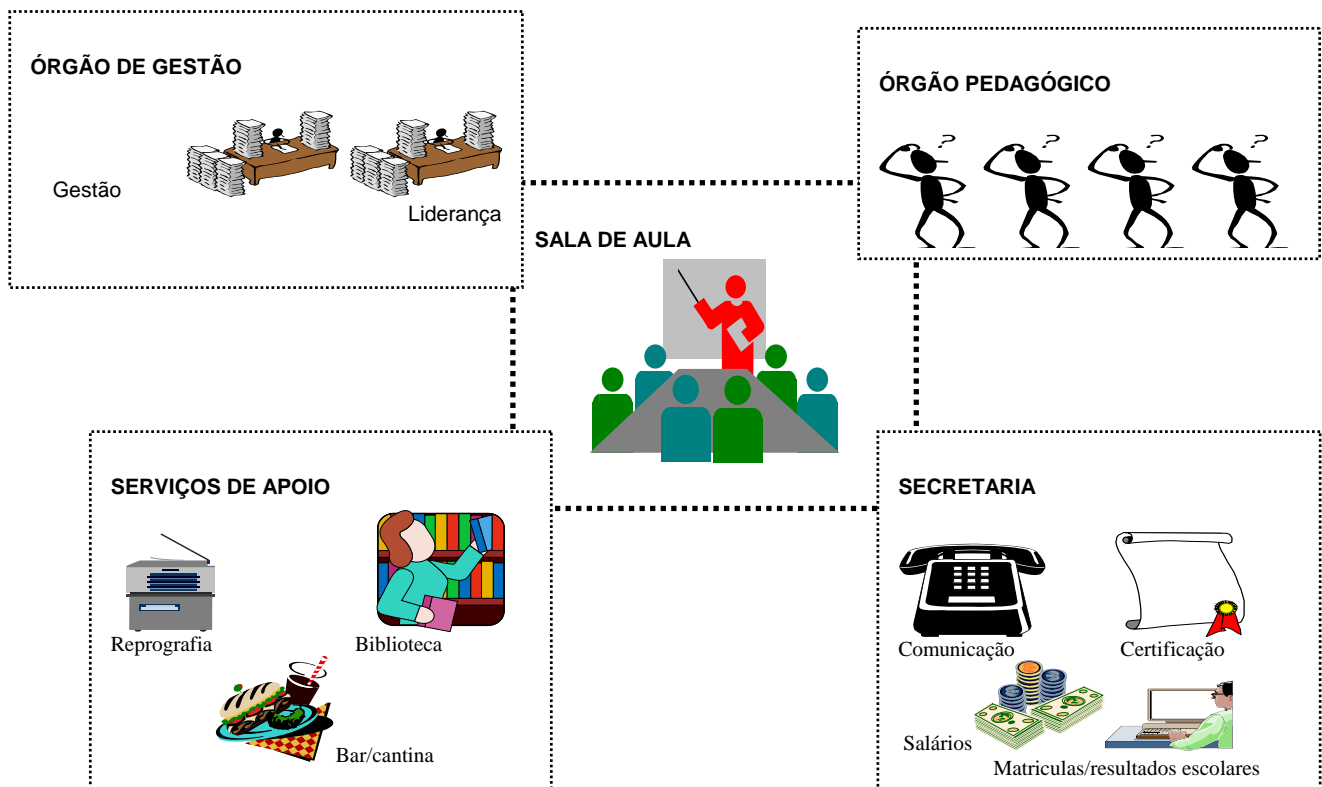 ÓRGÃO DE GESTÃO
Gestão
Liderança
ÓRGÃO PEDAGÓGICO
? ? ? ?
SALA DE AULA
SERVIÇOS DE APOIO
Reprografia
Biblioteca
Bar/cantina
SECRETARIA
Comunicação
Certificação
Salários
Matriculas/resultados escolares